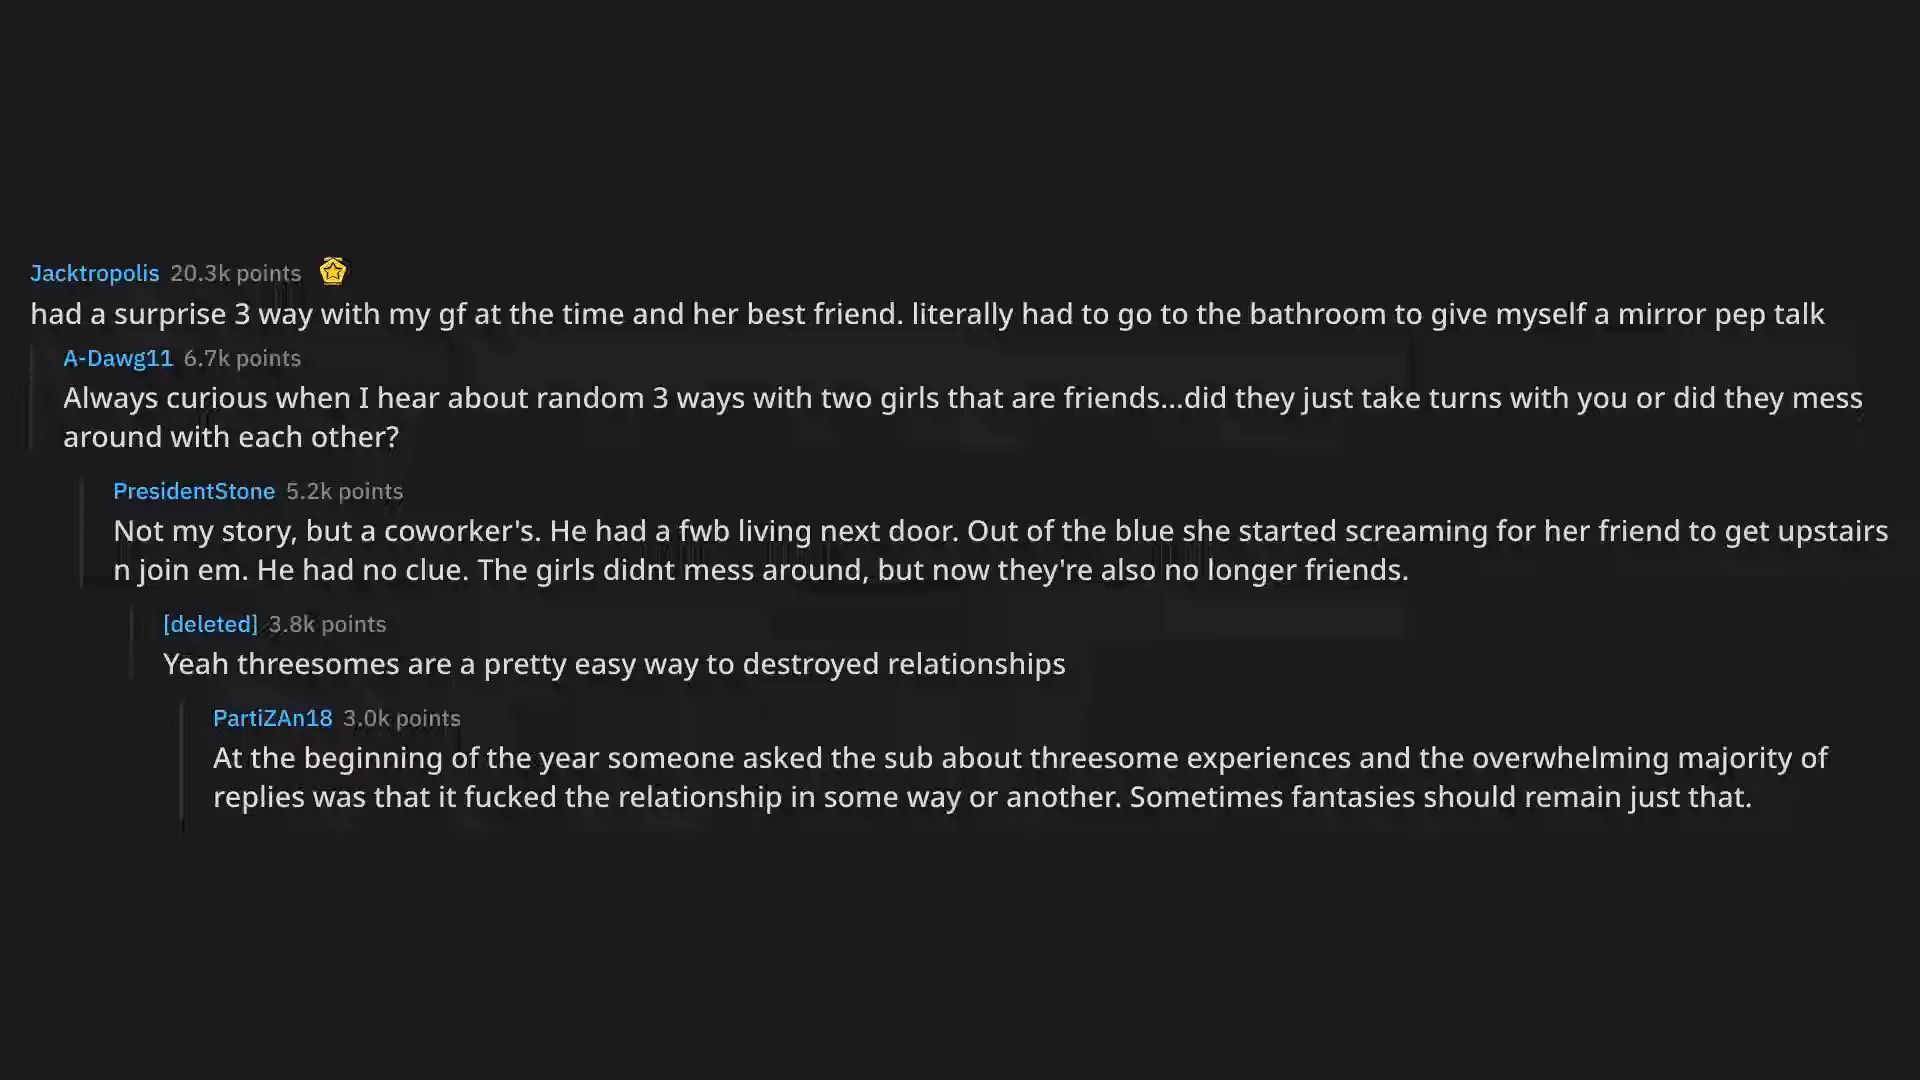 Jacktropolis 20.3k points
had a surprise 3 way with my gf at the time and her best friend. literally had to go to the bathroom to give myself a mirror pep talk
A-Dawg11 6.7k points
Always curious when I hear about random 3 ways with two girls that are friends...did they just take turns with you or did they mess
around with each other?
PresidentStone 5.2k points
Not my story, but a coworker's. He had a fwb living next door. Out of the blue she started screaming for her friend to get upstairs
n join em. He had no clue. The girls didnt mess around, but now they're also no longer friends.
[deleted] 3.8k points
Yeah threesomes are a pretty easy way to destroyed relationships
PartiZAn18 3.0k points
At the beginning of the year someone asked the sub about threesome experiences and the overwhelming majority of
replies was that it fucked the relationship in some way or another. Sometimes fantasies should remain just that.